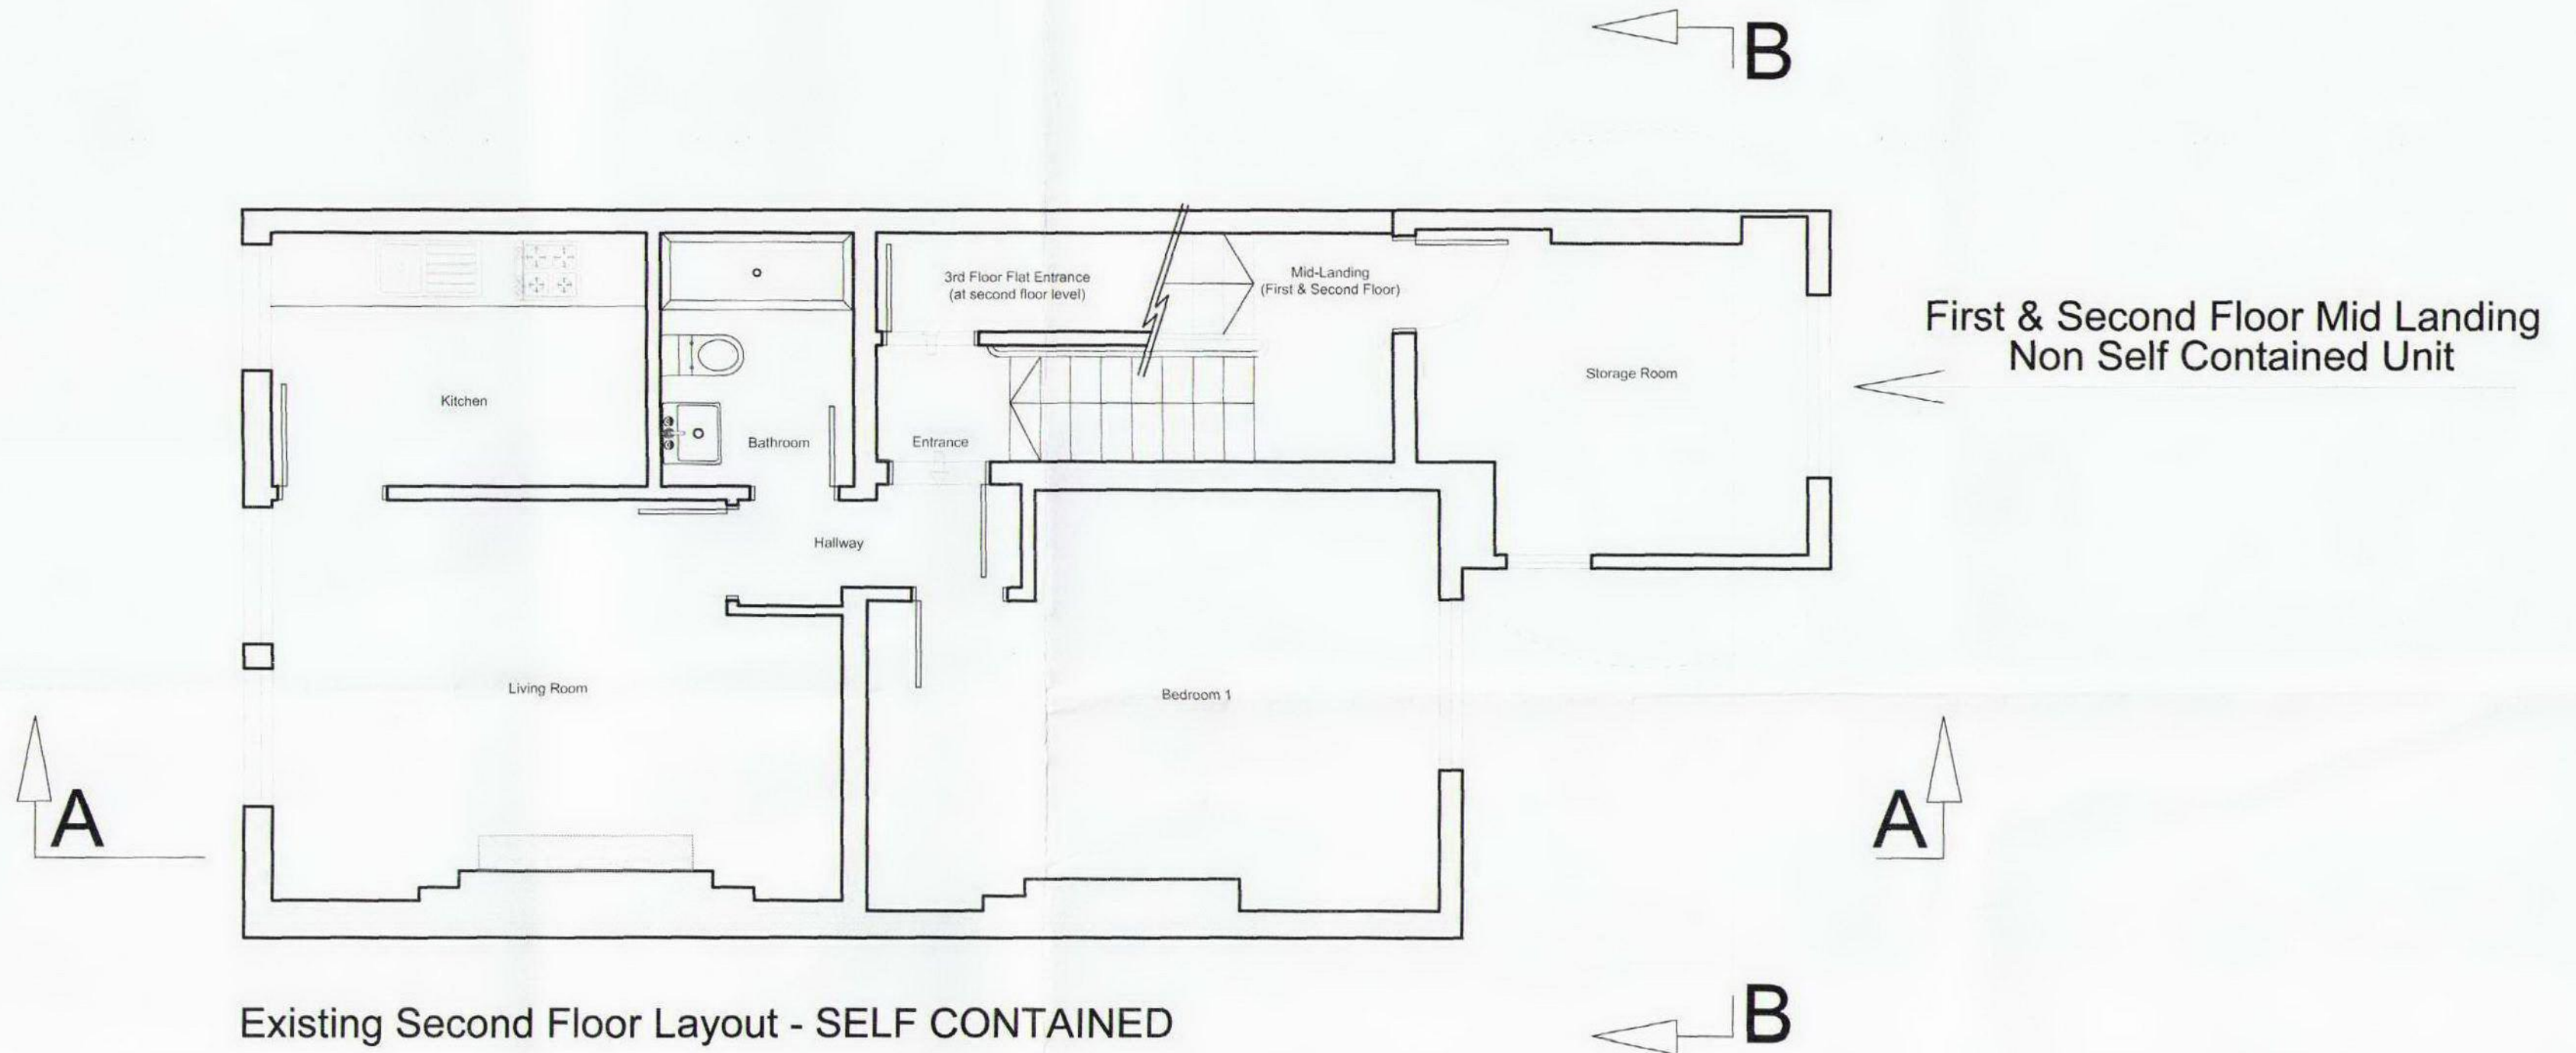 B
3rd Floor Flat Entrance
(at second floor level)
Mid-Landing
(First & Second Floor)
First & Second Floor Mid Landing
Non Self Contained Unit
Storage Room
Kitchen
Bathroom
Entrance
Hallway
Living Room
Bedroom 1
A
A
Existing Second Floor Layout - SELF CONTAINED
B